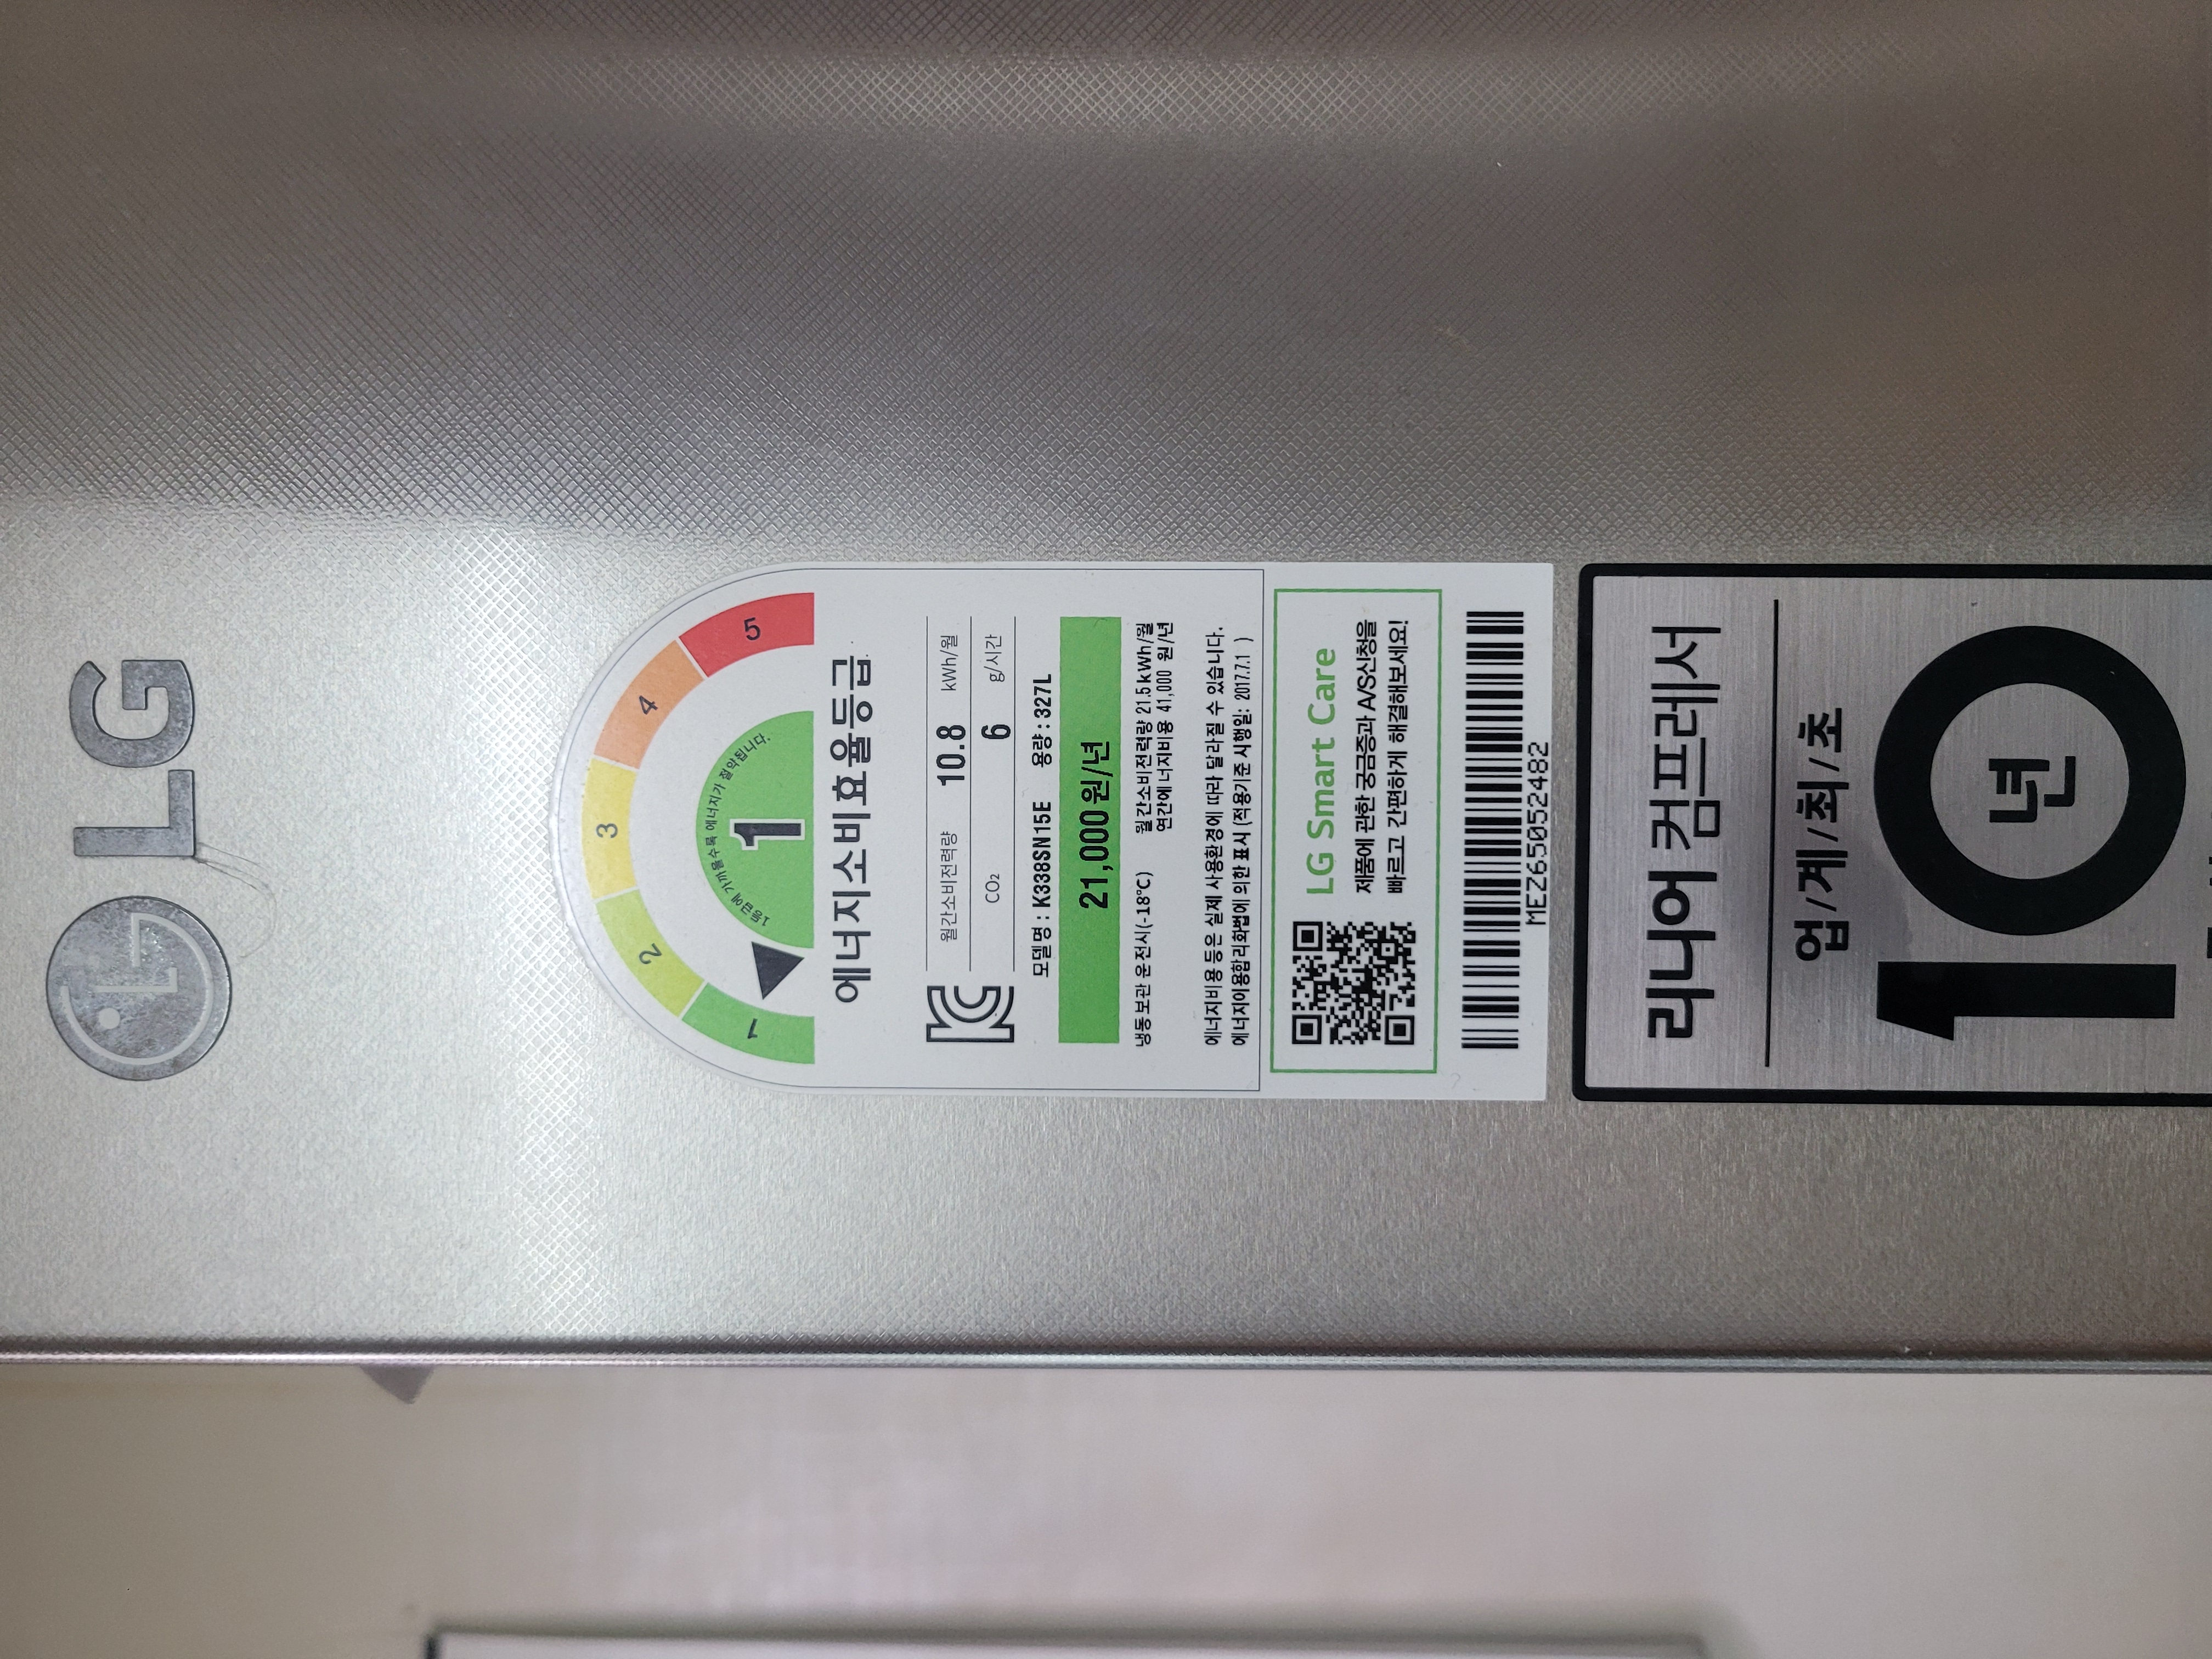 LG
1 2 3 4 5
1등급에 가까울수록 에너지가 절약됩니다.
1
에너지소비효율등급
월간소비전력량 10.8 kWh/월
CO₂ 6 g/시간
모델명 : K338SN15E 용량 : 327L
21,000원/년
냉동보관 운전시(-18℃) 월간소비전력량 21.5 kWh/월
연간에너지비용 41,000 원/년
에너지비용 등은 실제 사용환경에 따라 달라질 수 있습니다.
에너지이용합리화법에 의한 표시 (적용기준 시행일: 2017.7.1 )
LG Smart Care
제품에 관한 궁금증과 A/S신청을
빠르고 간편하게 해결해보세요!
MEZ65052482
리니어 컴프레서
업/계/최/초
10년